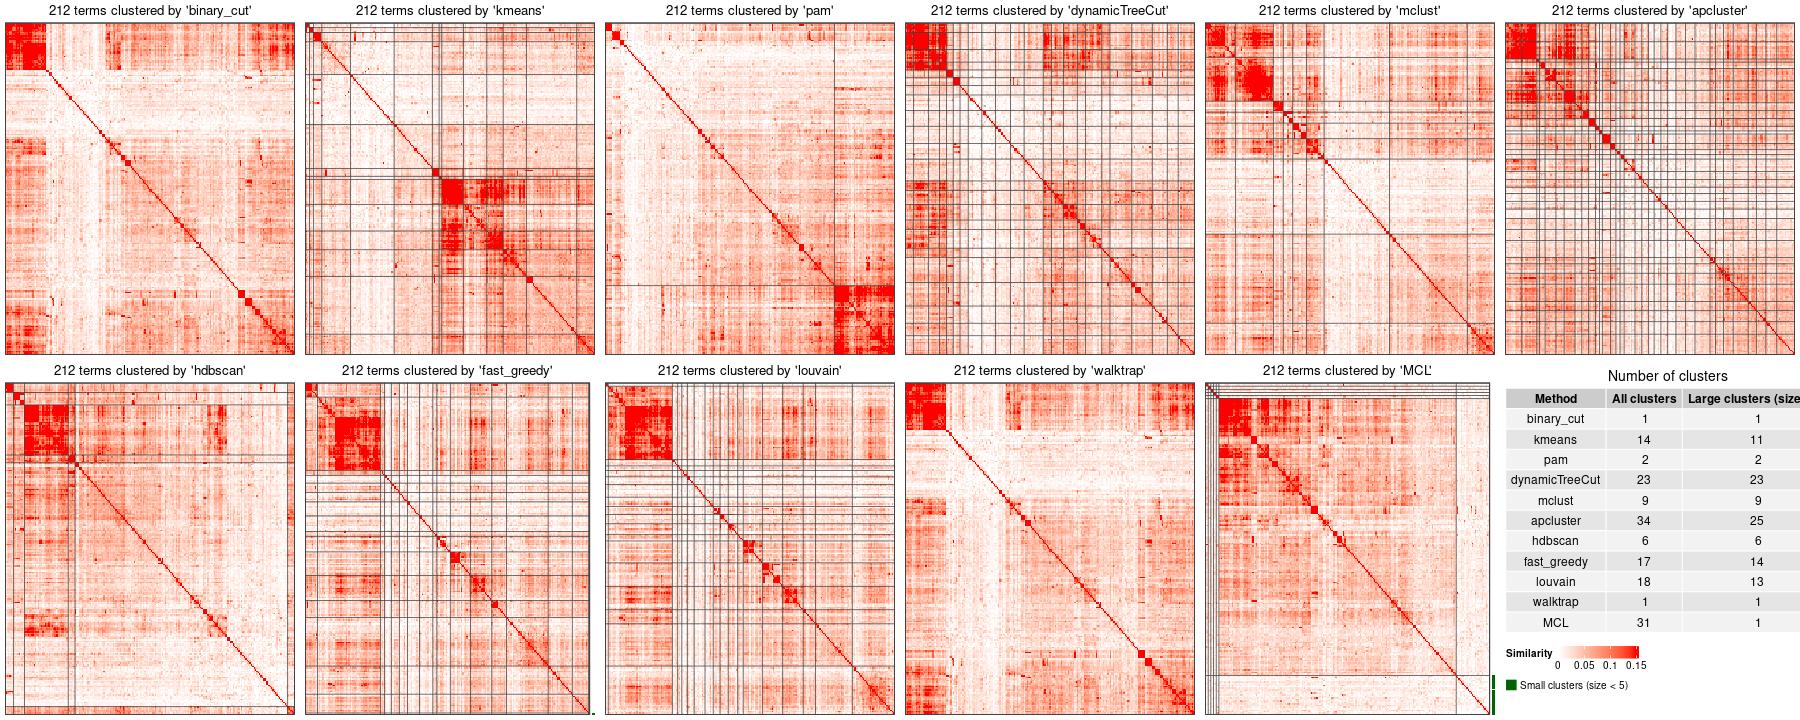 212 terms clustered by 'binary_cut'
212 terms clustered by 'kmeans'
212 terms clustered by 'pam'
212 terms clustered by 'dynamicTreeCut'
212 terms clustered by 'mclust'
212 terms clustered by 'apcluster'
212 terms clustered by 'hdbscan'
212 terms clustered by 'fast_greedy'
212 terms clustered by 'louvain'
212 terms clustered by 'walktrap'
212 terms clustered by 'MCL'
Number of clusters
Method All clusters Large clusters (size
binary_cut 1 1
kmeans 14 11
pam 2 2
dynamicTreeCut 23 23
mclust 9 9
apcluster 34 25
hdbscan 6 6
fast_greedy 17 14
louvain 18 13
walktrap 1 1
MCL 31 1
Similarity
0 0.05 0.1 0.15
Small clusters (size < 5)